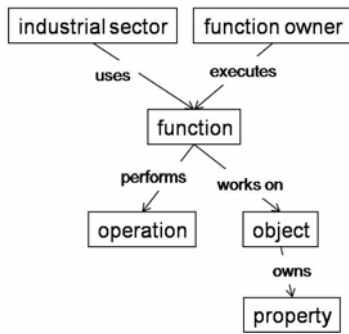 industrial sector
function owner
uses
executes
function
performs
works on
operation
object
owns
property